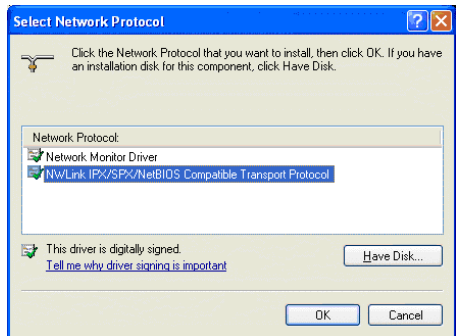 Select Network Protocol
Click the Network Protocol that you want to install, then click OK. If you have
an installation disk for this component, click Have Disk.
Network Protocol:
Network Monitor Driver
NWLink IPX/SPX/NetBIOS Compatible Transport Protocol
This driver is digitally signed.
Tell me why driver signing is important
Have Disk...
OK
Cancel